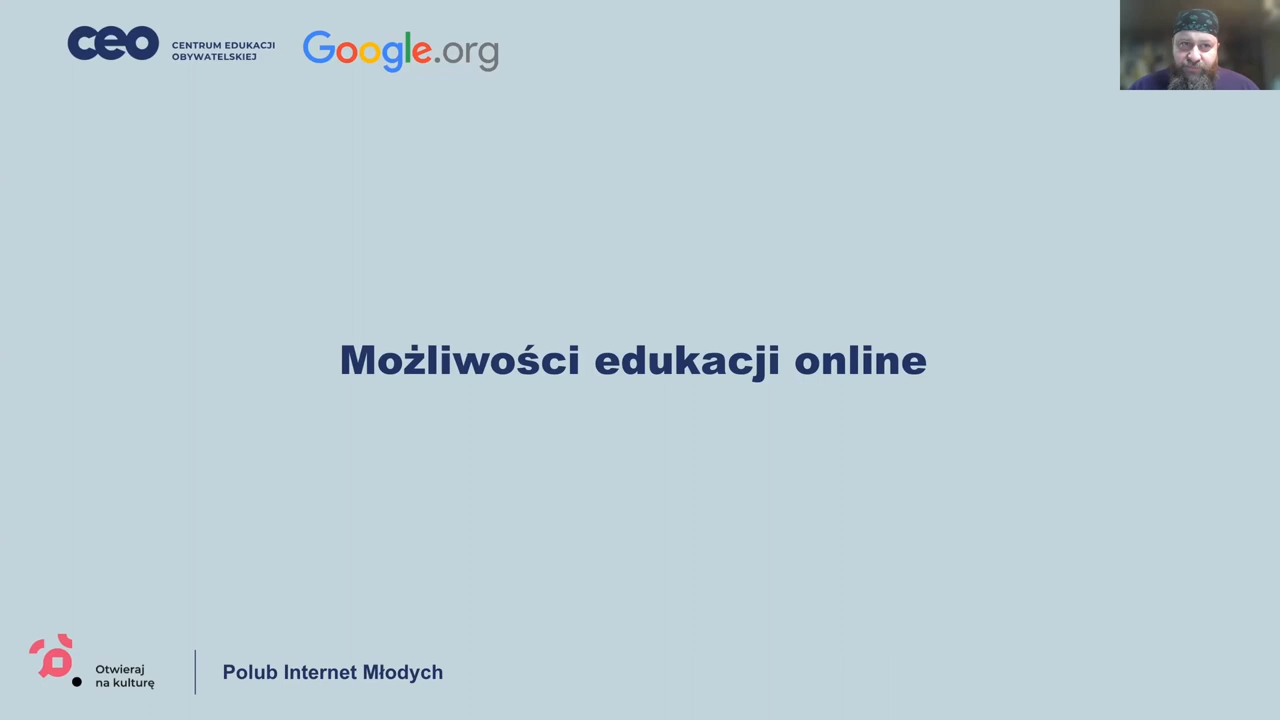 ceo
CENTRUM EDUKACJI
OBYWATELSKIEJ
Google.org
Możliwości edukacji online
Otwieraj
na kulturę
Polub Internet Młodych